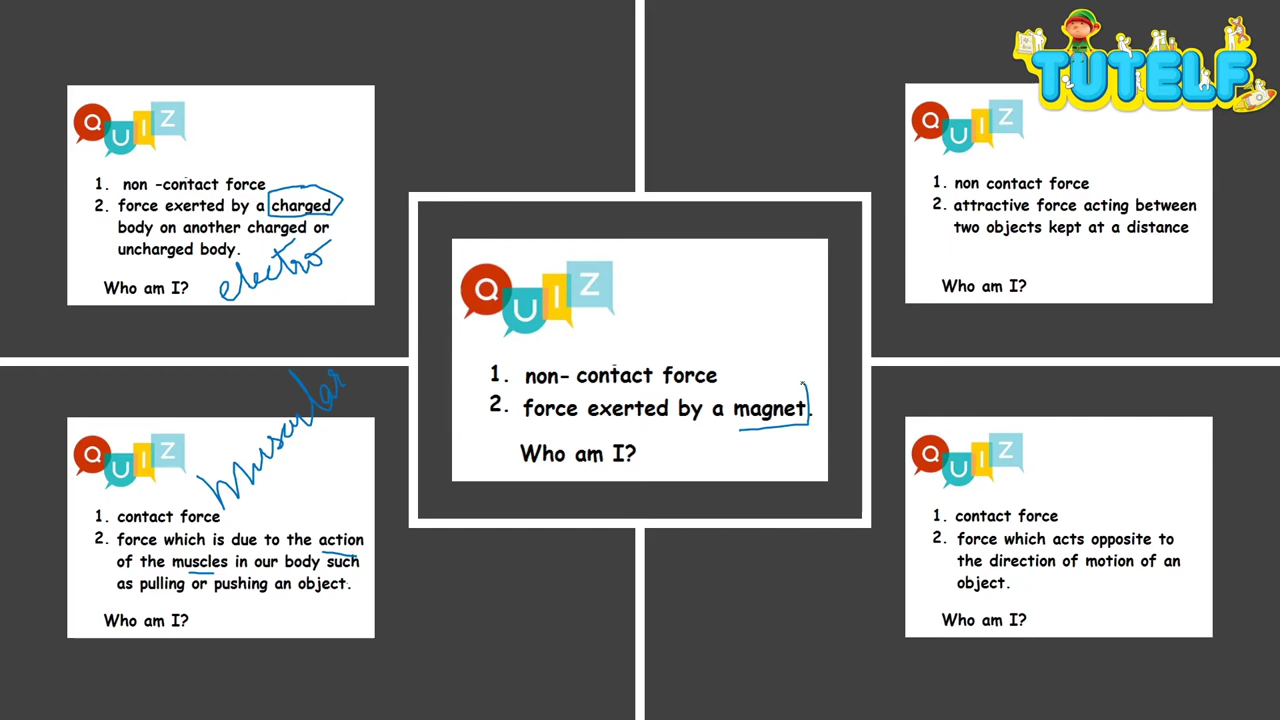 TUTELF
QUIZ
1. non -contact force
2. force exerted by a charged
body on another charged or
uncharged body.
Who am I?
electro
QUIZ
1. non contact force
2. attractive force acting between
two objects kept at a distance
Who am I?
QUIZ
1. non- contact force
2. force exerted by a magnet.
Who am I?
muscular
QUIZ
1. contact force
2. force which is due to the action
of the muscles in our body such
as pulling or pushing an object.
Who am I?
QUIZ
1. contact force
2. force which acts opposite to
the direction of motion of an
object.
Who am I?